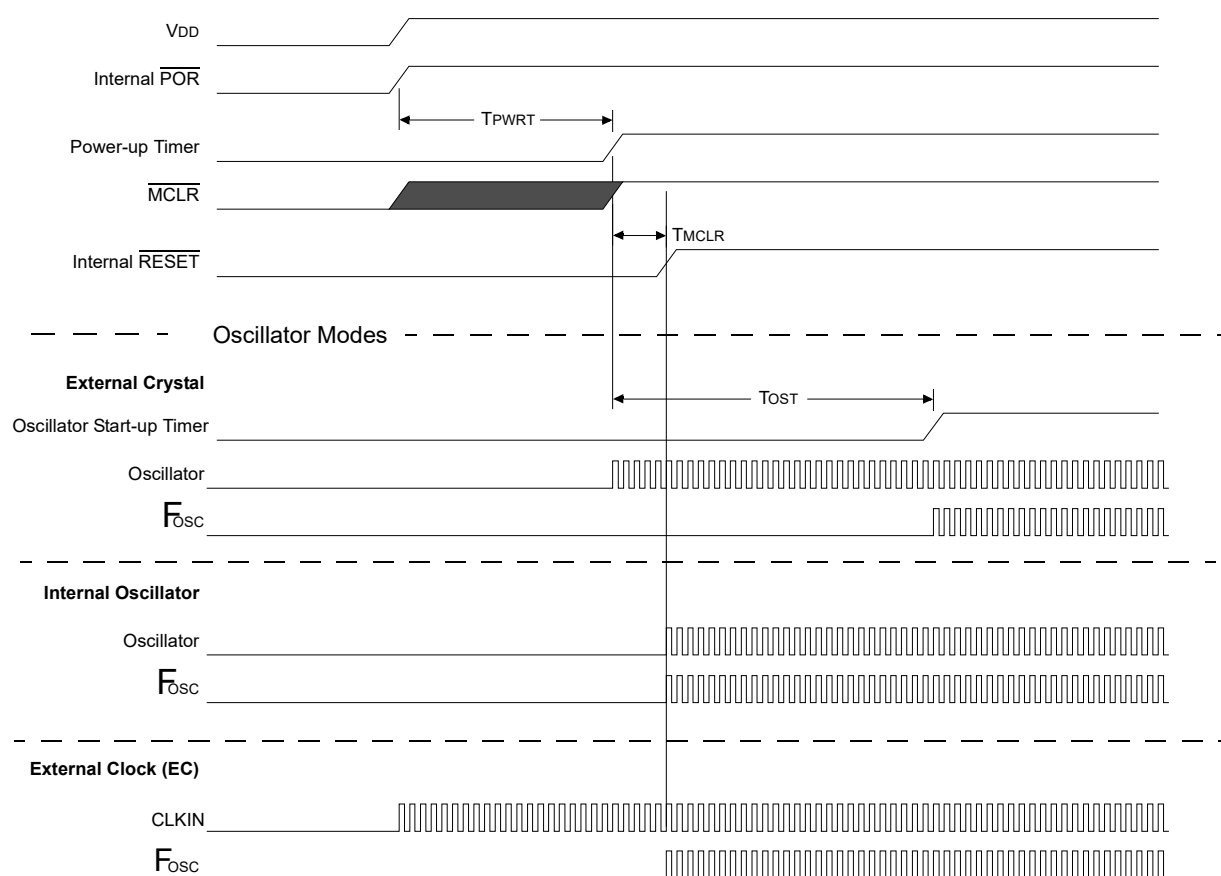 VDD
Internal POR
TPWRT
Power-up Timer
MCLR
TMCLR
Internal RESET
Oscillator Modes
External Crystal
TOST
Oscillator Start-up Timer
Oscillator
FOSC
Internal Oscillator
Oscillator
FOSC
External Clock (EC)
CLKIN
FOSC